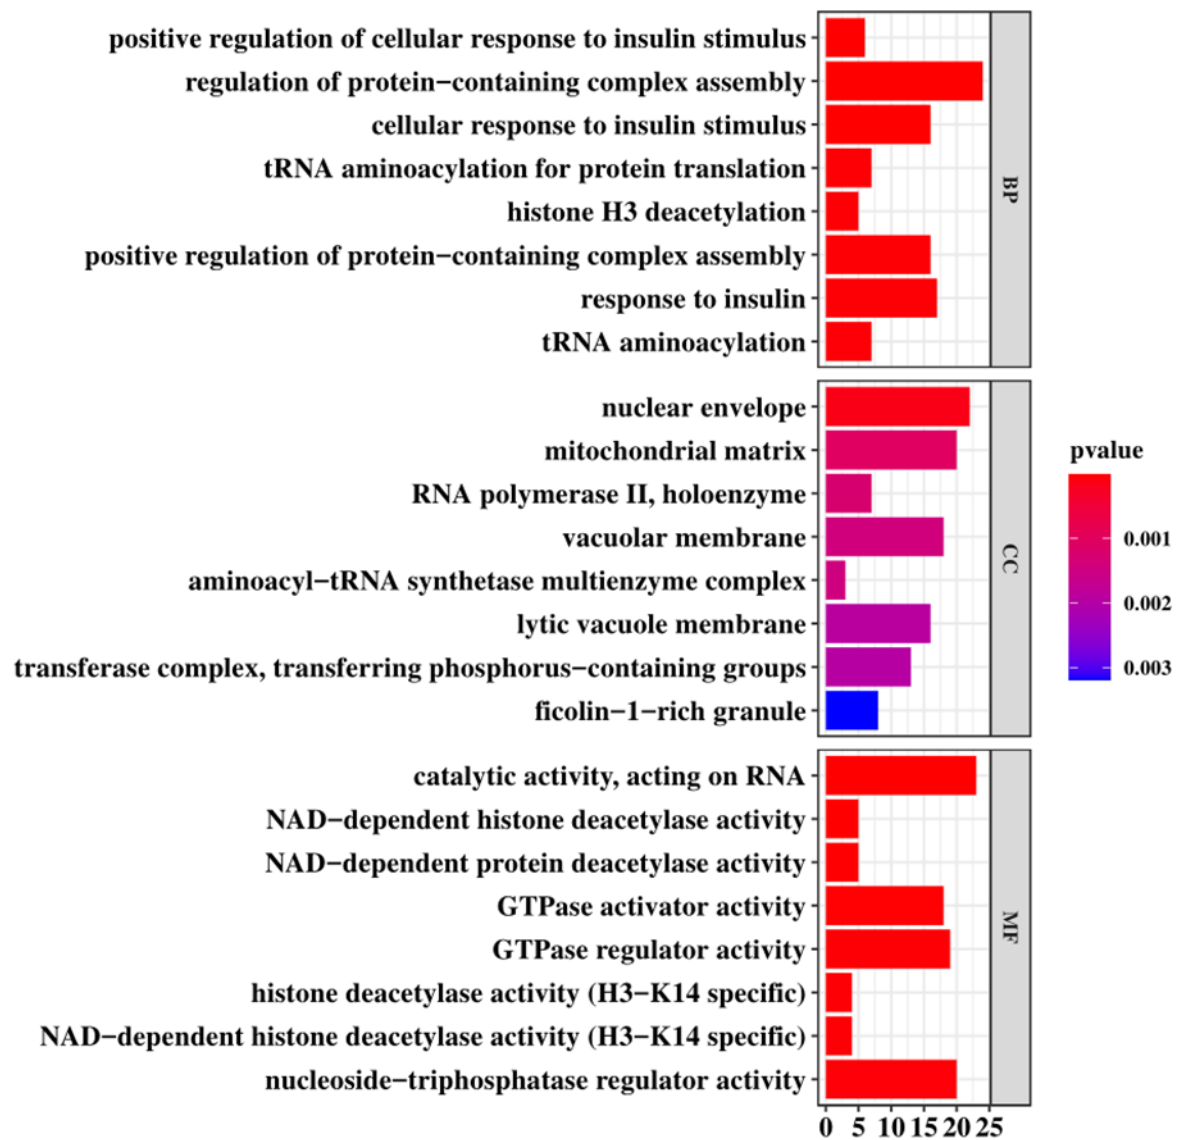 positive regulation of cellular response to insulin stimulus
regulation of protein−containing complex assembly
cellular response to insulin stimulus
tRNA aminoacylation for protein translation
histone H3 deacetylation
positive regulation of protein−containing complex assembly
response to insulin
tRNA aminoacylation
BP
nuclear envelope
mitochondrial matrix
RNA polymerase II, holoenzyme
vacuolar membrane
aminoacyl−tRNA synthetase multienzyme complex
lytic vacuole membrane
transferase complex, transferring phosphorus−containing groups
ficolin−1−rich granule
CC
catalytic activity, acting on RNA
NAD−dependent histone deacetylase activity
NAD−dependent protein deacetylase activity
GTPase activator activity
GTPase regulator activity
histone deacetylase activity (H3−K14 specific)
NAD−dependent histone deacetylase activity (H3−K14 specific)
nucleoside−triphosphatase regulator activity
MF
0 5 10 15 20 25
pvalue
0.001
0.002
0.003